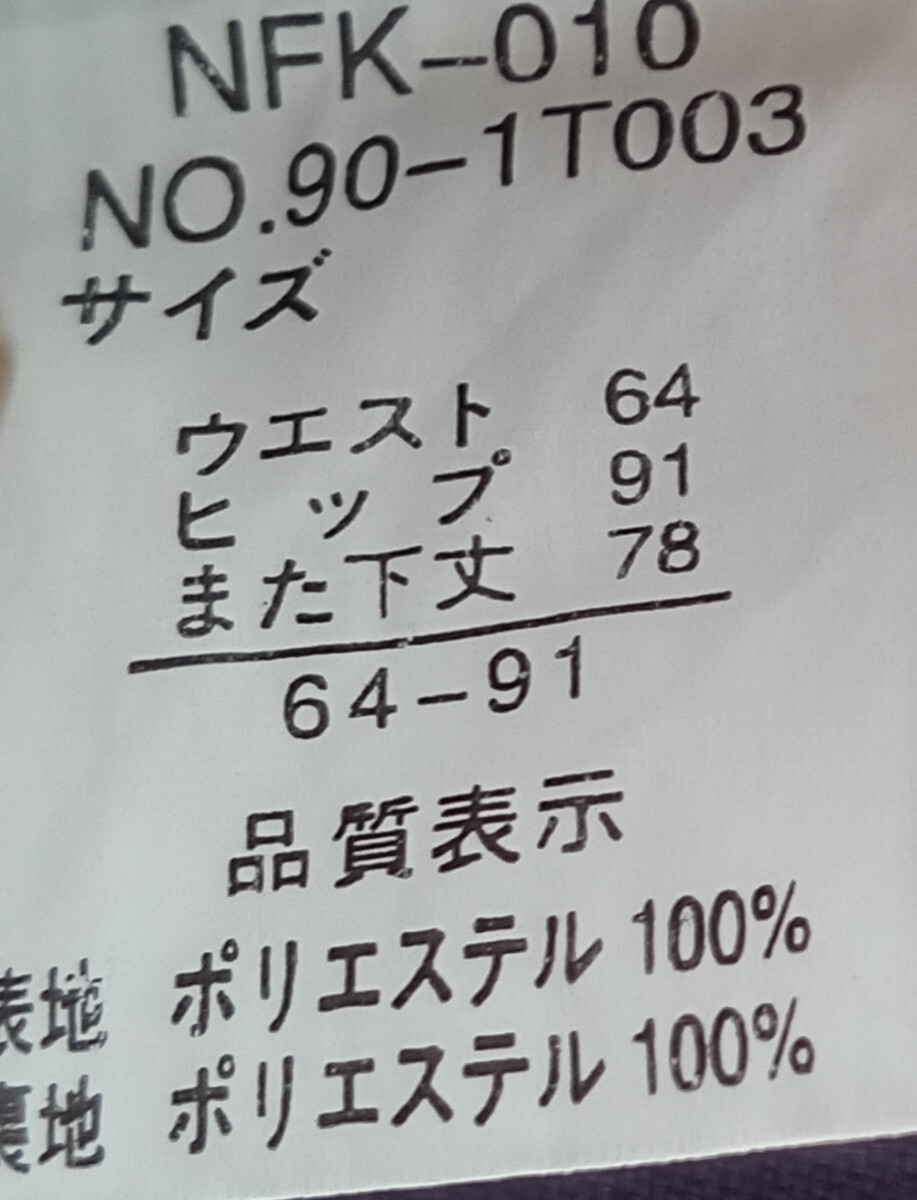 NFK-010
NO.90-1T003
サイズ
ウエスト 64
ヒップ 91
また下丈 78
64-91
品質表示
表地 ポリエステル 100%
裏地 ポリエステル 100%